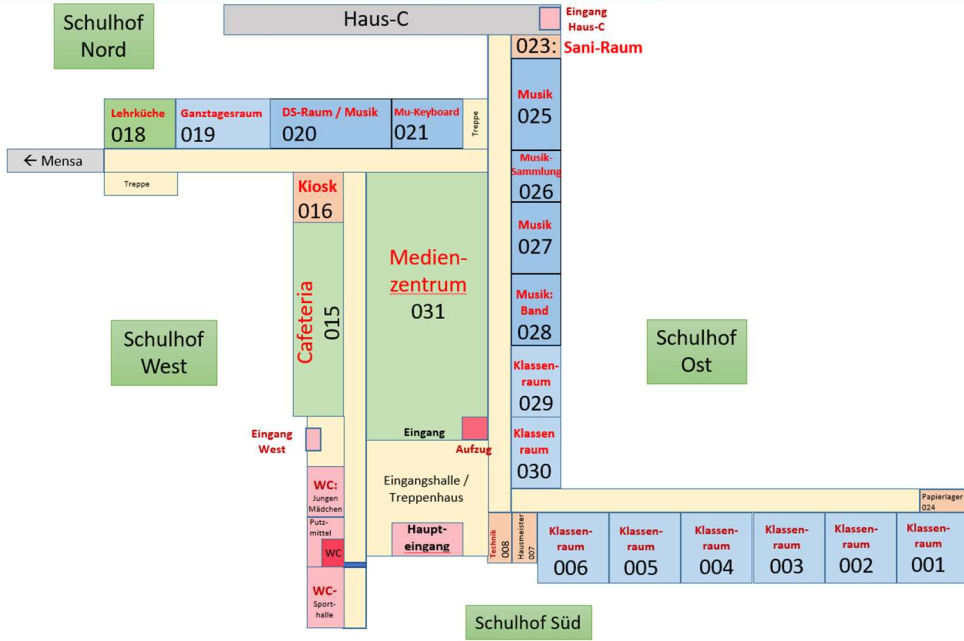 Schulhof
Nord
Haus-C
Eingang
Haus-C
023: Sani-Raum
Lehrküche
018
Ganztagesraum
019
DS-Raum / Musik
020
Mu-Keyboard
021
Treppe
Musik
025
← Mensa
Treppe
Musik-
Sammlung
026
Kiosk
016
Musik
027
Medien-
zentrum
031
Cafeteria
015
Musik:
Band
028
Schulhof
West
Schulhof
Ost
Klassen-
raum
029
Eingang
West
Eingang
Aufzug
Klassen
raum
030
WC:
Jungen
Mädchen
Eingangshalle /
Treppenhaus
Papierlager
024
Putz-
mittel
WC
Haupt-
eingang
Technik
008
Hausmeister
007
Klassen-
raum
006
Klassen-
raum
005
Klassen-
raum
004
Klassen-
raum
003
Klassen-
raum
002
Klassen-
raum
001
WC-
Sport-
halle
Schulhof Süd